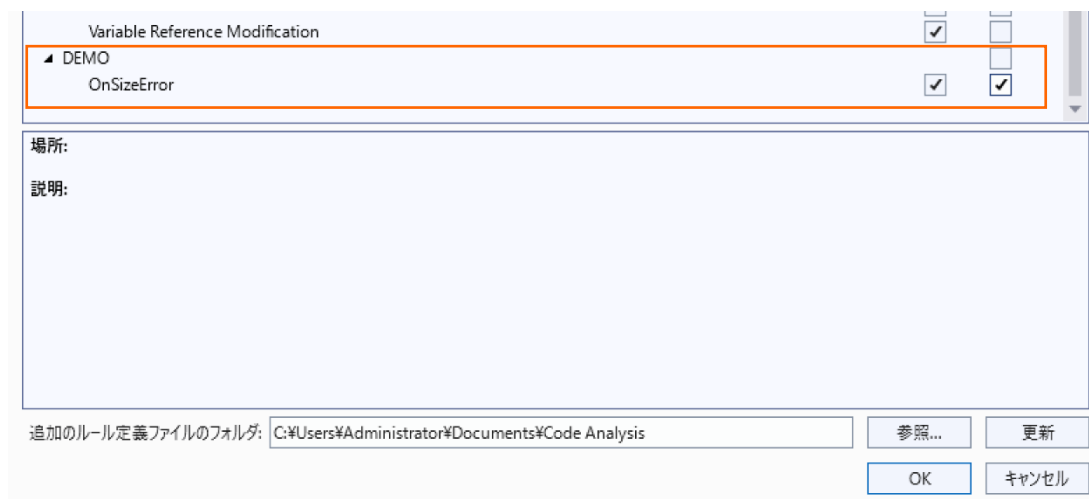 Variable Reference Modification
DEMO
OnSizeError
場所:
説明:
追加のルール定義ファイルのフォルダ: C:¥Users¥Administrator¥Documents¥Code Analysis 参照... 更新
OK キャンセル